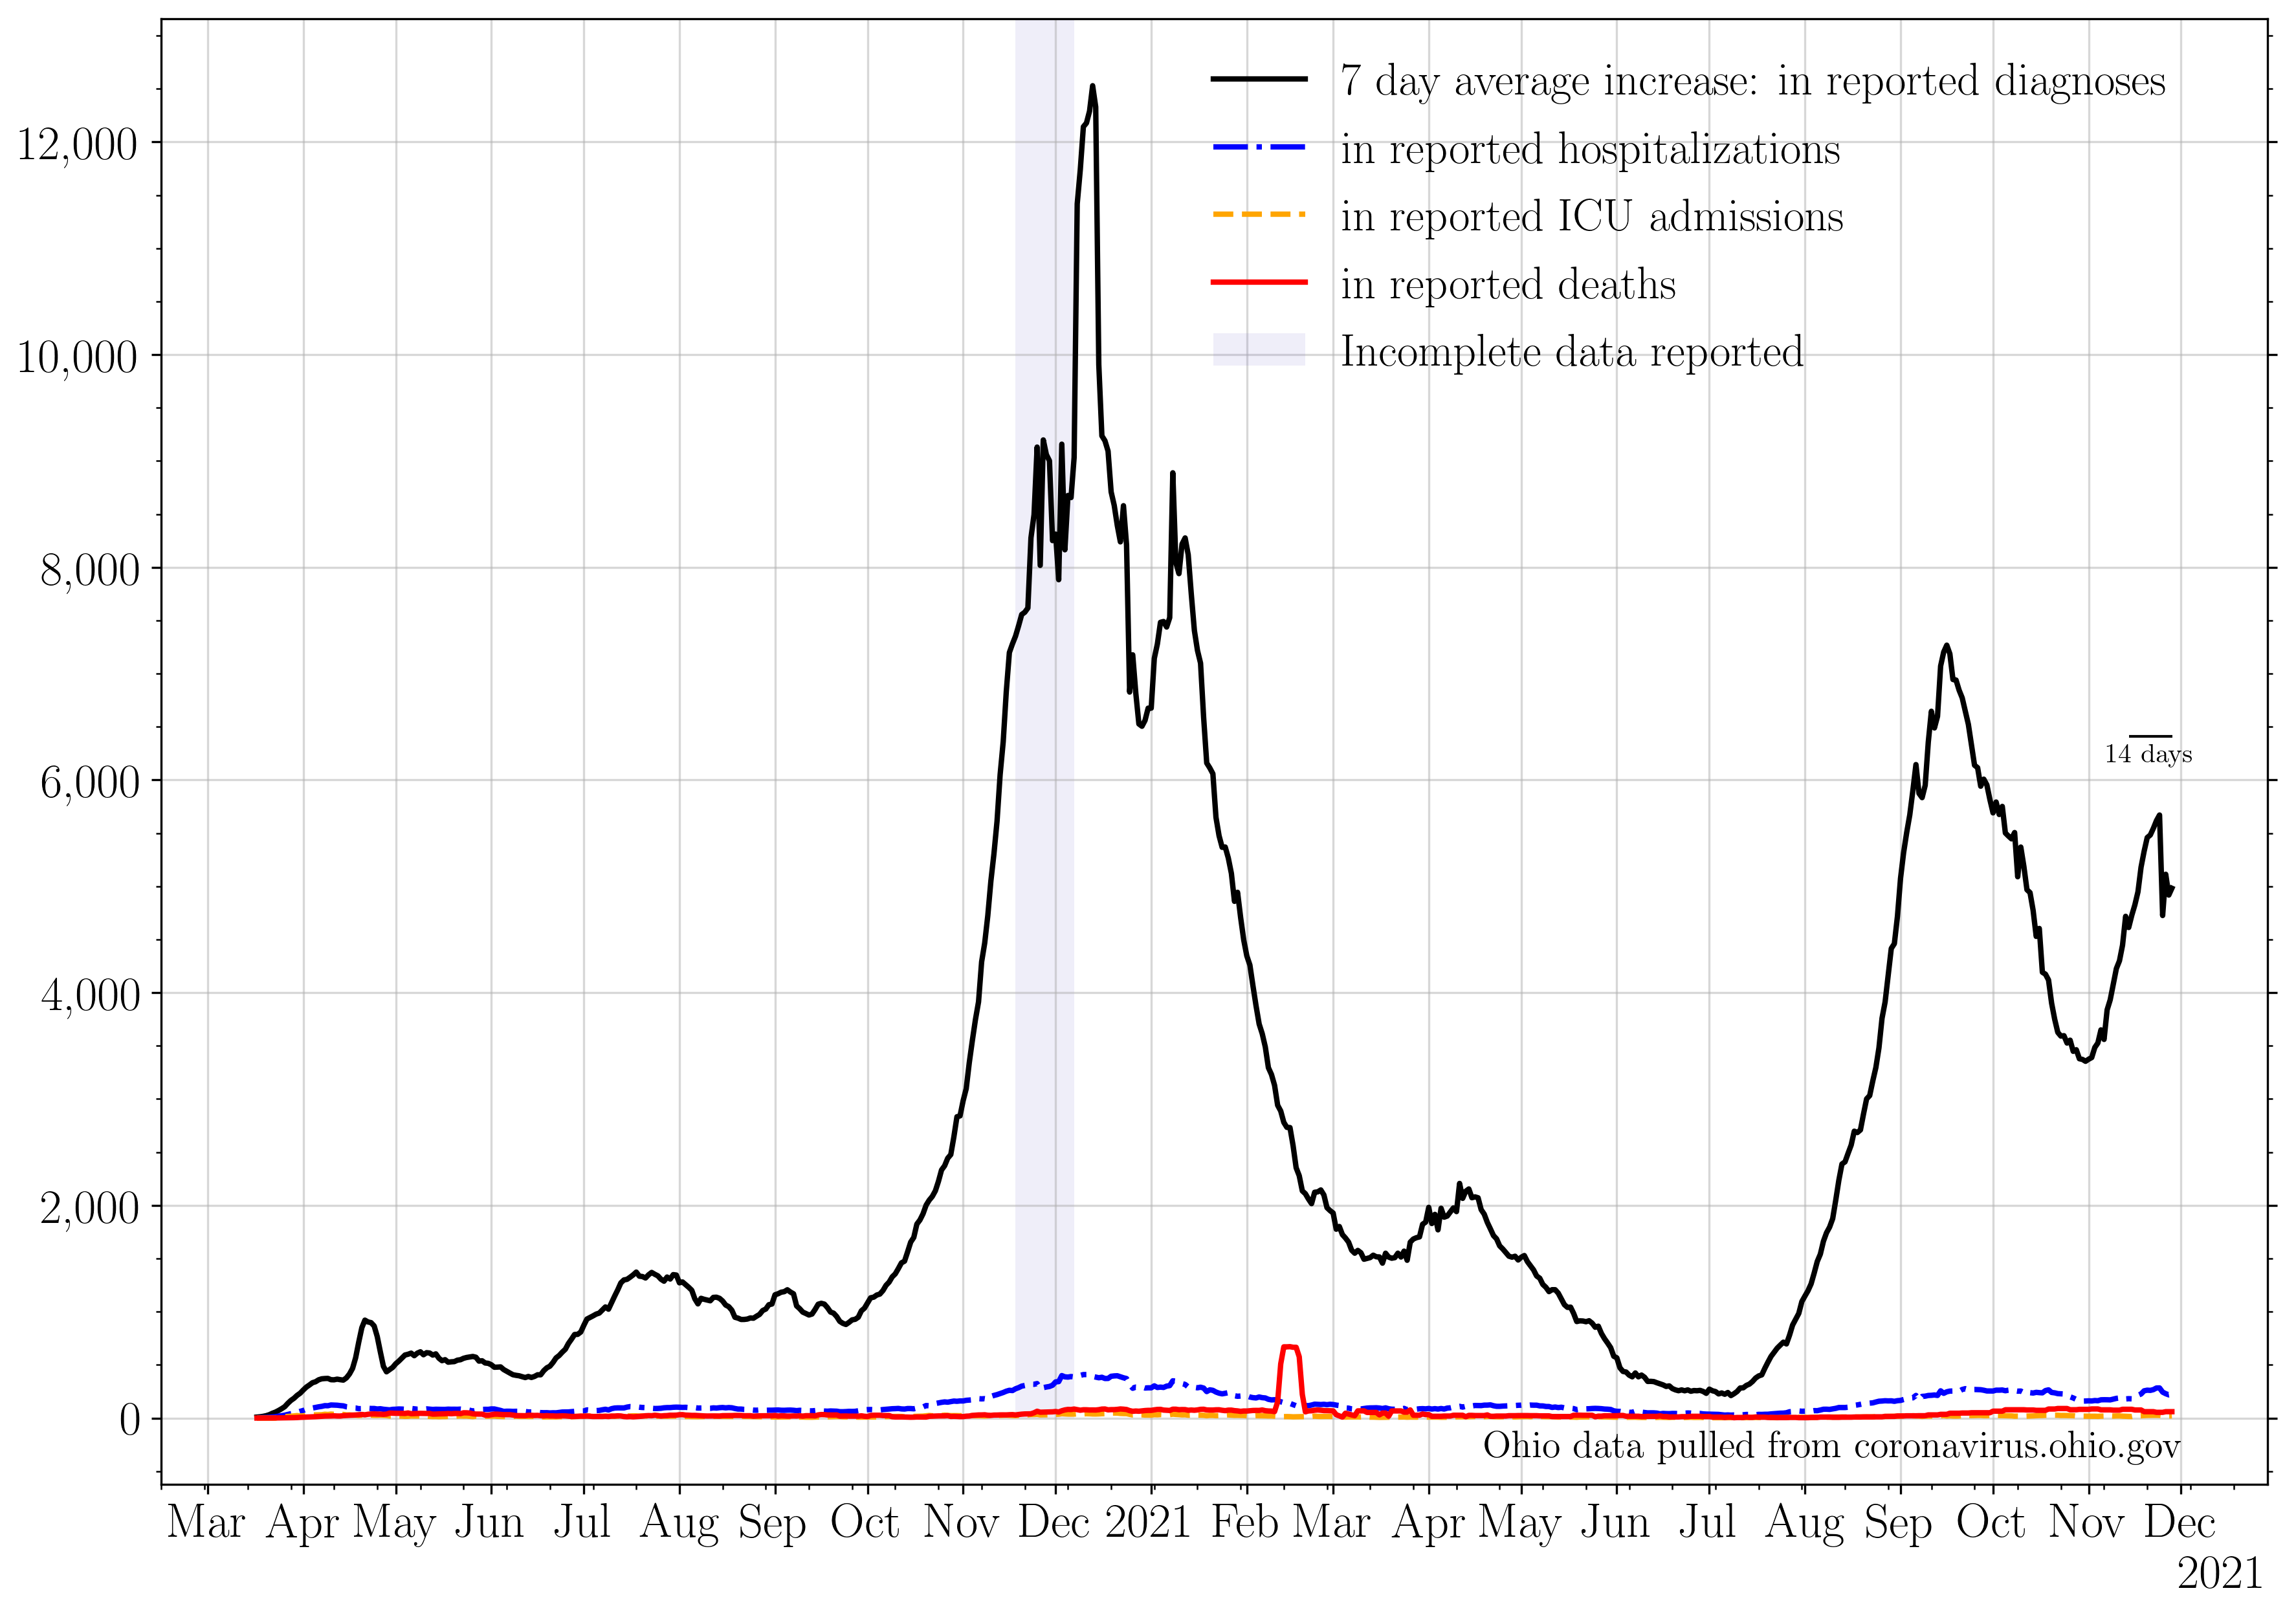 7 day average increase: in reported diagnoses
in reported hospitalizations
in reported ICU admissions
in reported deaths
Incomplete data reported
12,000
10,000
8,000
6,000
4,000
2,000
0
14 days
Ohio data pulled from coronavirus.ohio.gov
Mar Apr May Jun Jul Aug Sep Oct Nov Dec 2021 Feb Mar Apr May Jun Jul Aug Sep Oct Nov Dec
2021